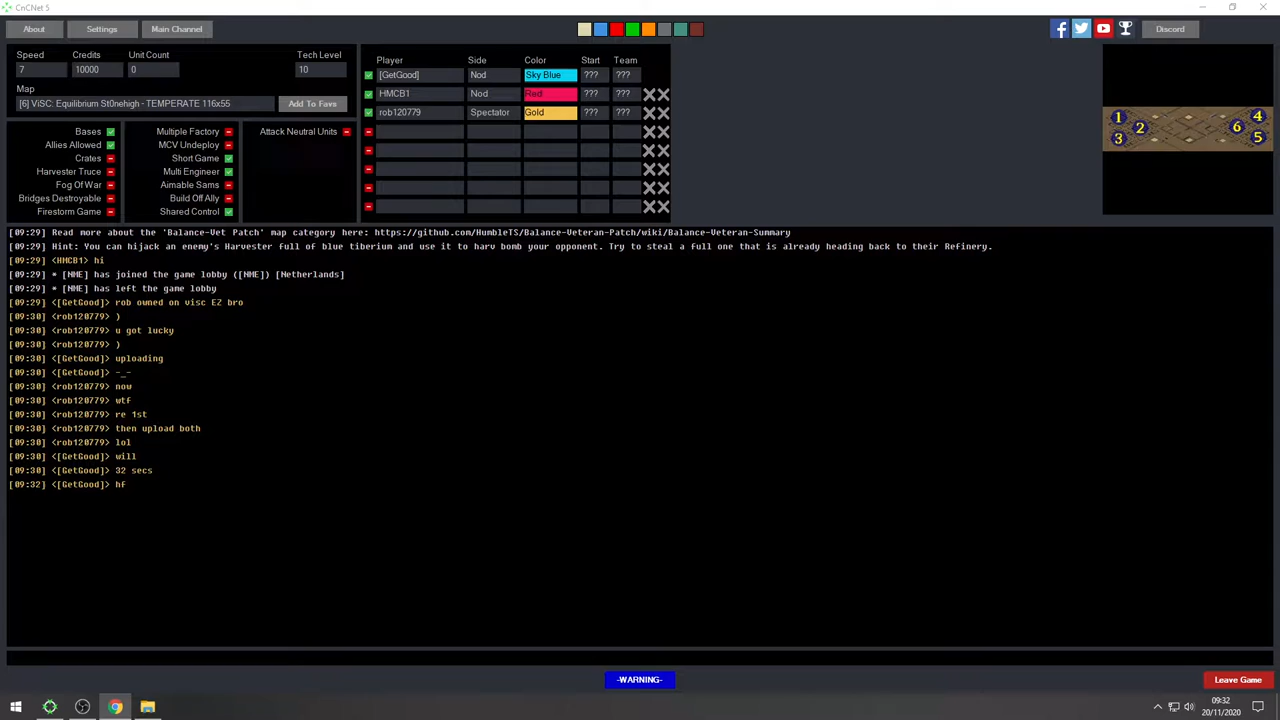 CnCNet 5
About
Settings
Main Channel
Discord
Speed
Credits
Unit Count
Tech Level
7
10000
0
10
Map
[6] ViSC: Equilibrium St0nehigh - TEMPERATE 116x55
Add To Favs
Bases
Allies Allowed
Crates
Harvester Truce
Fog Of War
Bridges Destroyable
Firestorm Game
Multiple Factory
MCV Undeploy
Short Game
Multi Engineer
Aimable Sams
Build Off Ally
Shared Control
Attack Neutral Units
Player Side Color Start Team
[GetGood] Nod Sky Blue ??? ???
HMCB1 Nod Red ??? ???
rob120779 Spectator Gold ??? ???
1
2
3
4
6
5
[09:29] Read more about the 'Balance-Vet Patch' map category here: https://github.com/HumbleTS/Balance-Veteran-Patch/wiki/Balance-Veteran-Summary
[09:29] Hint: You can hijack an enemy's Harvester full of blue tiberium and use it to harv bomb your opponent. Try to steal a full one that is already heading back to their Refinery.
[09:29] <HMCB1> hi
[09:29] * [NME] has joined the game lobby ([NME]) [Netherlands]
[09:29] * [NME] has left the game lobby
[09:29] <[GetGood]> rob owned on visc EZ bro
[09:30] <rob120779> )
[09:30] <rob120779> u got lucky
[09:30] <rob120779> )
[09:30] <[GetGood]> uploading
[09:30] <[GetGood]> -_-
[09:30] <rob120779> now
[09:30] <rob120779> wtf
[09:30] <rob120779> re 1st
[09:30] <rob120779> then upload both
[09:30] <rob120779> lol
[09:30] <[GetGood]> will
[09:30] <[GetGood]> 32 secs
[09:32] <[GetGood]> hf
-WARNING-
Leave Game
09:32
20/11/2020